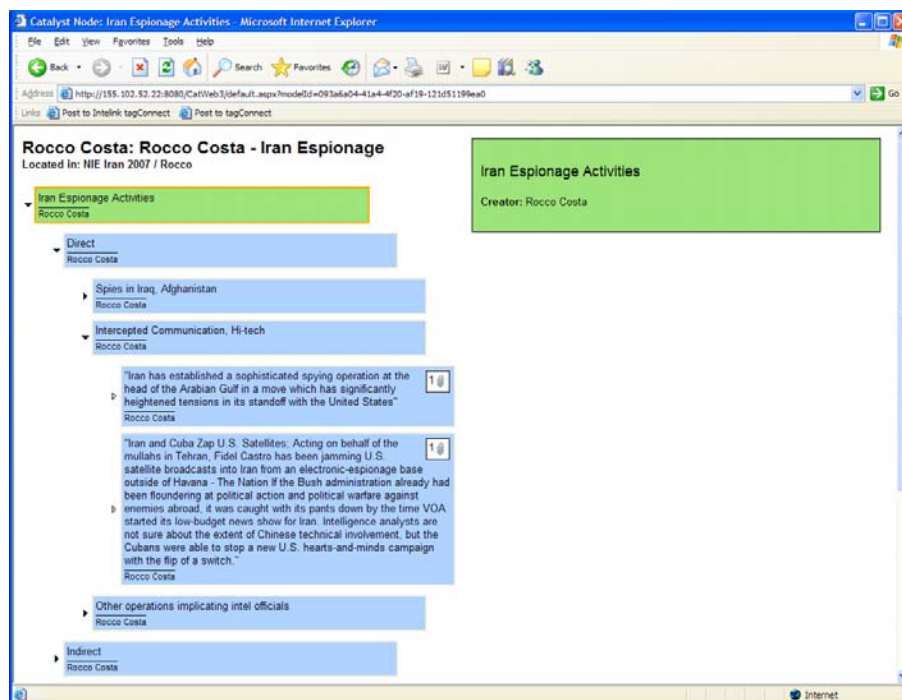 Catalyst Node: Iran Espionage Activities - Microsoft Internet Explorer
File Edit View Favorites Tools Help
Back Search Favorites
Address http://155.102.52.22:8080/CatWeb3/default.aspx?modelId=093a6a04-41a4-4f20-af19-121d51199ea0 Go
Links Post to Intelink tagConnect Post to tagConnect
Rocco Costa: Rocco Costa - Iran Espionage
Located in: NIE Iran 2007 / Rocco
Iran Espionage Activities
Rocco Costa
Iran Espionage Activities
Creator: Rocco Costa
Direct
Rocco Costa
Spies in Iraq, Afghanistan
Rocco Costa
Intercepted Communication, Hi-tech
Rocco Costa
"Iran has established a sophisticated spying operation at the 1
head of the Arabian Gulf in a move which has significantly
heightened tensions in its standoff with the United States"
Rocco Costa
"Iran and Cuba Zap U.S. Satellites; Acting on behalf of the 1
mullahs in Tehran, Fidel Castro has been jamming U.S.
satellite broadcasts into Iran from an electronic-espionage base
outside of Havana - The Nation If the Bush administration already had
been floundering at political action and political warfare against
enemies abroad, it was caught with its pants down by the time VOA
started its low-budget news show for Iran. Intelligence analysts are
not sure about the extent of Chinese technical involvement, but the
Cubans were able to stop a new U.S. hearts-and-minds campaign
with the flip of a switch."
Rocco Costa
Other operations implicating intel officials
Rocco Costa
Indirect
Rocco Costa
Internet